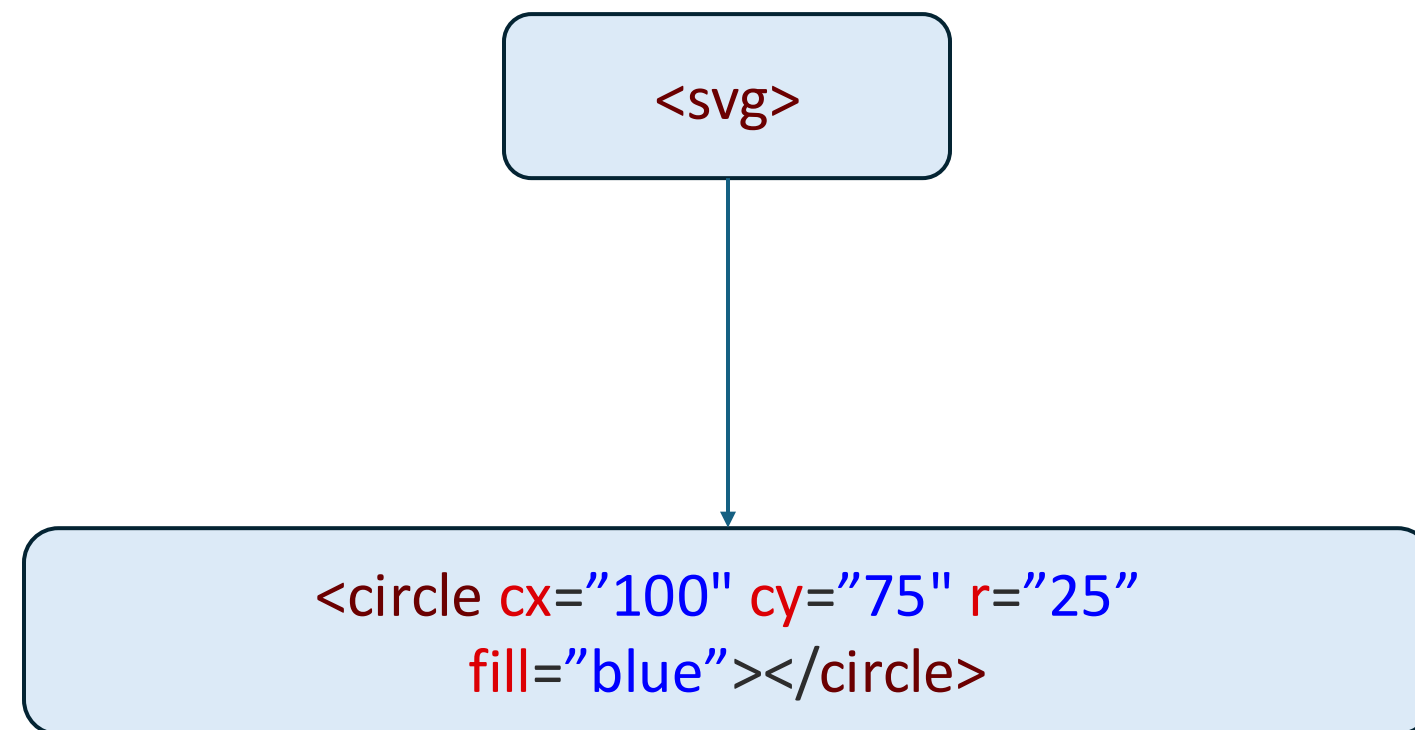 <svg>
<circle cx=”100" cy=”75" r=”25”
fill=”blue”></circle>